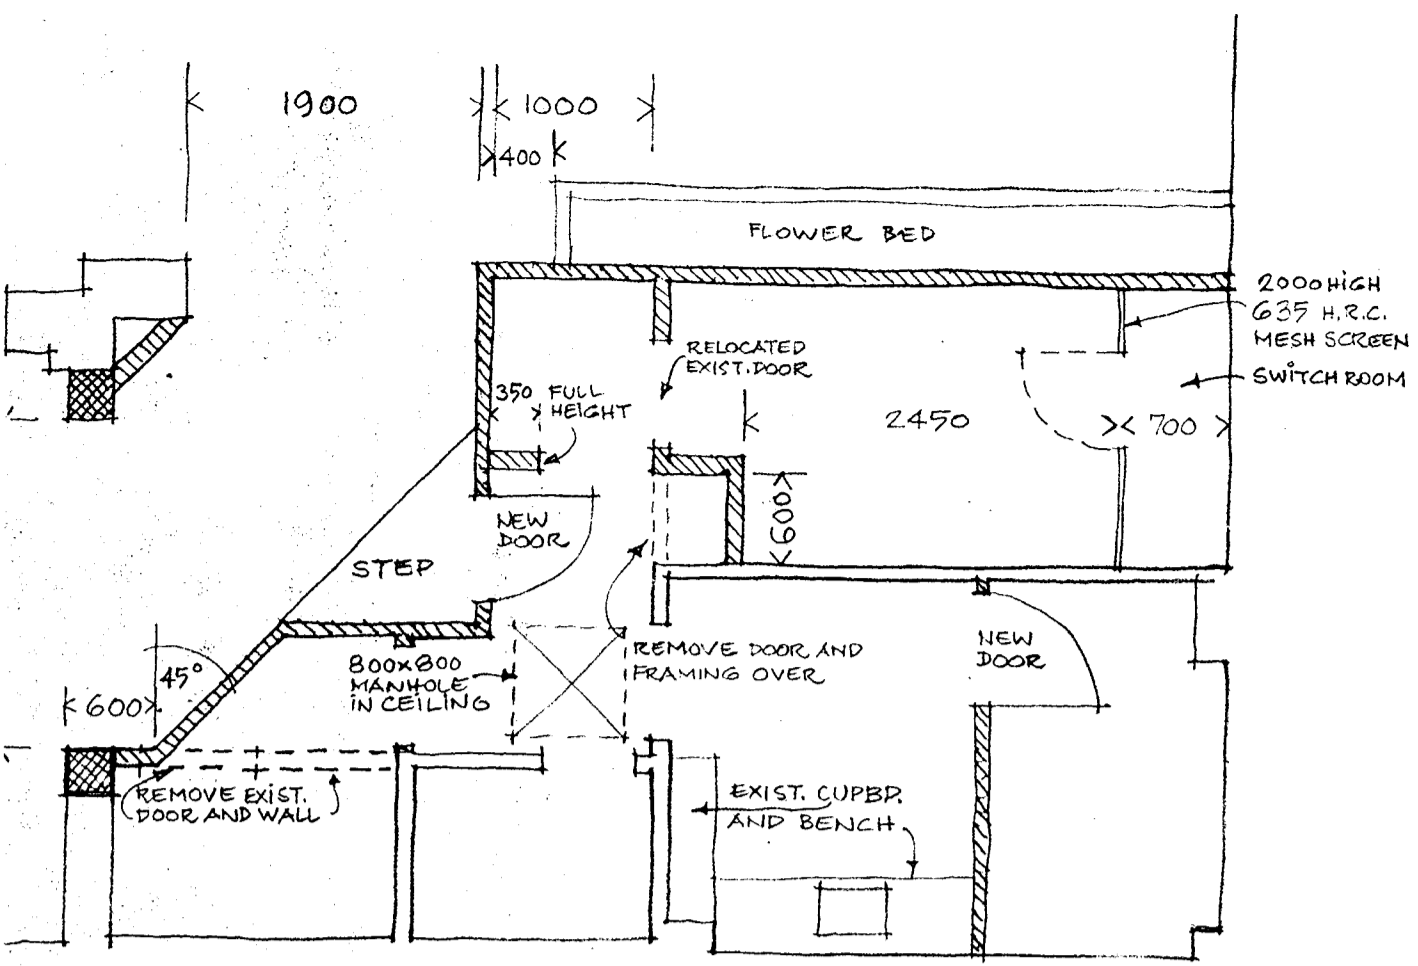 1900
1000
400
FLOWER BED
2000 HIGH
635 H.R.C.
MESH SCREEN
SWITCH ROOM
RELOCATED
EXIST. DOOR
350
FULL
HEIGHT
2450
700
600
NEW
DOOR
STEP
NEW
DOOR
REMOVE DOOR AND
FRAMING OVER
800x800
MANHOLE
IN CEILING
45°
600
REMOVE EXIST.
DOOR AND WALL
EXIST. CUPBD.
AND BENCH